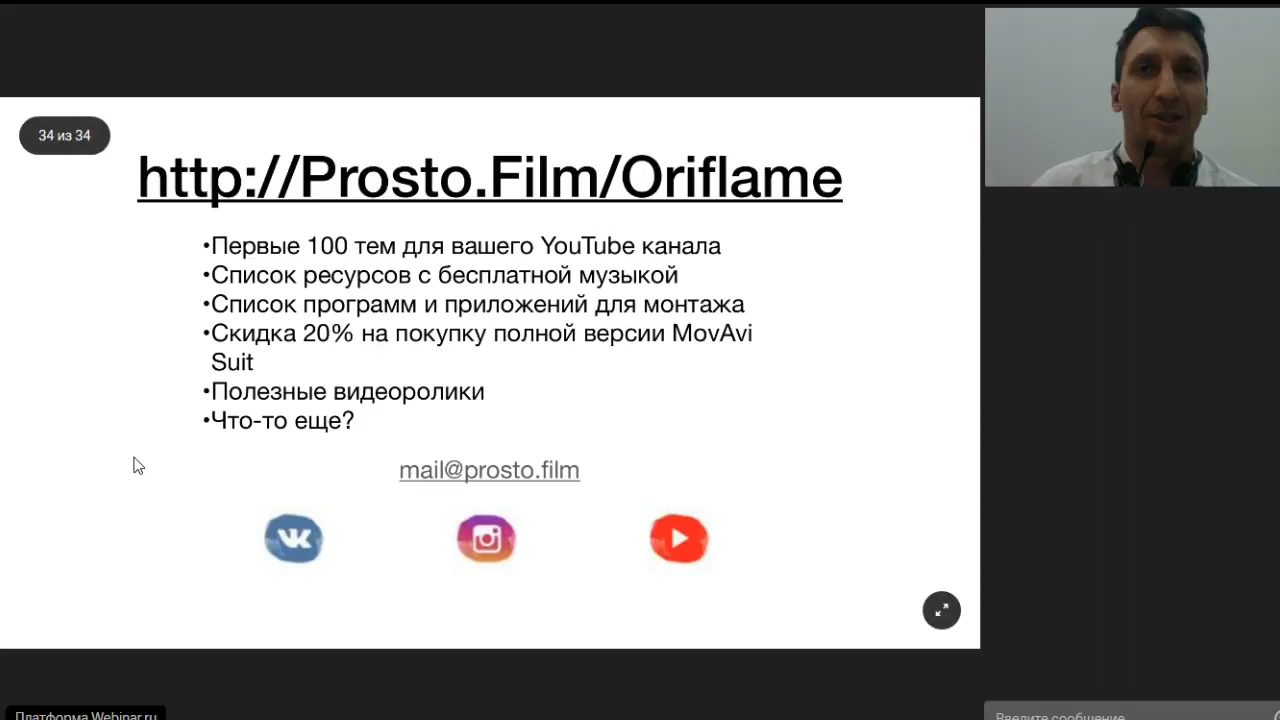 34 из 34
http://Prosto.Film/Oriflame
•Первые 100 тем для вашего YouTube канала
•Список ресурсов с бесплатной музыкой
•Список программ и приложений для монтажа
•Скидка 20% на покупку полной версии MovAvi
Suit
•Полезные видеоролики
•Что-то еще?
mail@prosto.film
Платформа Webinar.ru
Введите сообщение